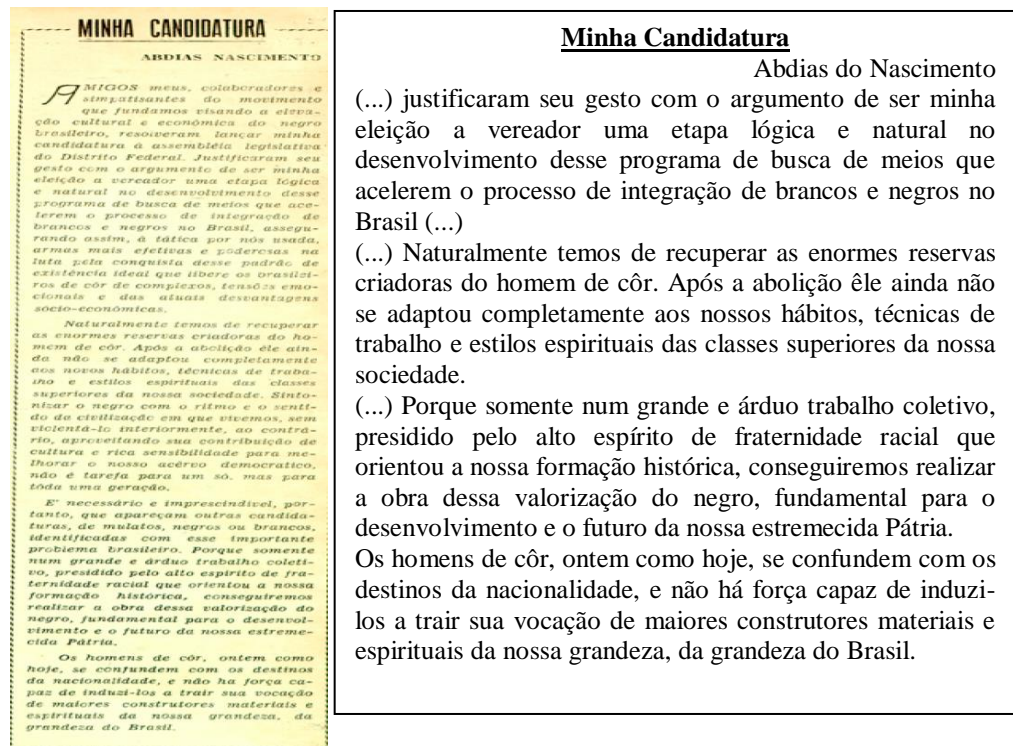 MINHA CANDIDATURA
ABDIAS NASCIMENTO
AMIGOS meus, colaboradores e
simpatisantes do movimento
que fundamos visando a eleva-
ção cultural e econômica do negro
brasileiro, resolveram lançar minha
candidatura à assembléia legislativa
do Distrito Federal. Justificaram seu
gesto com o argumento de ser minha
eleição a vereador uma etapa lógica
e natural no desenvolvimento desse
programa de busca de meios que ace-
lerem o processo de integração de
brancos e negros no Brasil, assegu-
rando assim, à tática por nós usada,
armas mais efetivas e poderosas na
luta pela conquista desse padrão de
existência ideal que libere os brasilei-
ros de côr de complexos, tensões emo-
cionais e das atuais desvantagens
sócio-econômicas.
Naturalmente temos de recuperar
as enormes reservas criadoras do ho-
mem de côr. Após a abolição êle ain-
da não se adaptou completamente
aos novos hábitos, técnicas de traba-
lho e estilos espirituais das classes
superiores da nossa sociedade. Sinto-
nizar o negro com o ritmo e o senti-
do da civilização em que vivemos, sem
violentá-lo interiormente, ao contrá-
rio, aproveitando sua contribuição de
cultura e rica sensibilidade para me-
lhorar o nosso acêrvo democratico,
não é tarefa para um só, mas para
tôda uma geração.
E' necessário e imprescindivel, por-
tanto, que apareçam outras candida-
turas, de mulatos, negros ou brancos,
identificadas com esse importante
problema brasileiro. Porque somente
num grande e árduo trabalho coleti-
vo, presidido pelo alto espirito de fra-
ternidade racial que orientou a nossa
formação histórica, conseguiremos
realizar a obra dessa valorização do
negro, fundamental para o desenvol-
vimento e o futuro da nossa estreme-
cida Pátria.
Os homens de côr, ontem como
hoje, se confundem com os destinos
da nacionalidade, e não ha força ca-
paz de induzi-los a trair sua vocação
de maiores construtores materiais e
espirituais da nossa grandeza, da
grandeza do Brasil.
Minha Candidatura
Abdias do Nascimento
(...) justificaram seu gesto com o argumento de ser minha
eleição a vereador uma etapa lógica e natural no
desenvolvimento desse programa de busca de meios que
acelerem o processo de integração de brancos e negros no
Brasil (...)
(...) Naturalmente temos de recuperar as enormes reservas
criadoras do homem de côr. Após a abolição êle ainda não
se adaptou completamente aos nossos hábitos, técnicas de
trabalho e estilos espirituais das classes superiores da nossa
sociedade.
(...) Porque somente num grande e árduo trabalho coletivo,
presidido pelo alto espírito de fraternidade racial que
orientou a nossa formação histórica, conseguiremos realizar
a obra dessa valorização do negro, fundamental para o
desenvolvimento e o futuro da nossa estremecida Pátria.
Os homens de côr, ontem como hoje, se confundem com os
destinos da nacionalidade, e não há força capaz de induzi-
los a trair sua vocação de maiores construtores materiais e
espirituais da nossa grandeza, da grandeza do Brasil.